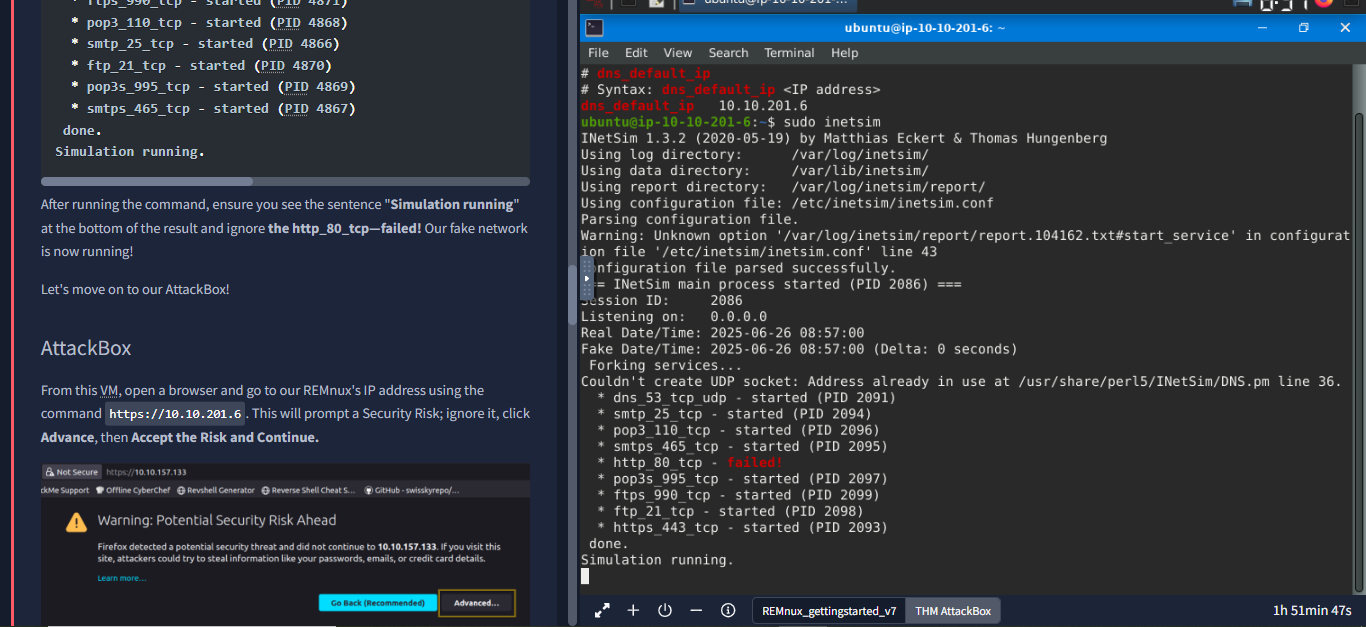 * ftps_990_tcp - started (PID 4871)
* pop3_110_tcp - started (PID 4868)
* smtp_25_tcp - started (PID 4866)
* ftp_21_tcp - started (PID 4870)
* pop3s_995_tcp - started (PID 4869)
* smtps_465_tcp - started (PID 4867)
done.
Simulation running.
After running the command, ensure you see the sentence "Simulation running"
at the bottom of the result and ignore the http_80_tcp—failed! Our fake network
is now running!
Let's move on to our AttackBox!
AttackBox
From this VM, open a browser and go to our REMnux's IP address using the
command https://10.10.201.6 . This will prompt a Security Risk; ignore it, click
Advance, then Accept the Risk and Continue.
Not Secure https://10.10.157.133
ckMe Support Offline CyberChef Revshell Generator Reverse Shell Cheat S... GitHub - swisskyrepo/...
Warning: Potential Security Risk Ahead
Firefox detected a potential security threat and did not continue to 10.10.157.133. If you visit this
site, attackers could try to steal information like your passwords, emails, or credit card details.
Learn more...
Go Back (Recommended) Advanced...
ubuntu@ip-10-10-201-6: ~
File Edit View Search Terminal Help
# dns_default_ip
# Syntax: dns_default_ip <IP address>
dns_default_ip 10.10.201.6
ubuntu@ip-10-10-201-6:~$ sudo inetsim
INetSim 1.3.2 (2020-05-19) by Matthias Eckert & Thomas Hungenberg
Using log directory: /var/log/inetsim/
Using data directory: /var/lib/inetsim/
Using report directory: /var/log/inetsim/report/
Using configuration file: /etc/inetsim/inetsim.conf
Parsing configuration file.
Warning: Unknown option '/var/log/inetsim/report/report.104162.txt#start_service' in configurat
ion file '/etc/inetsim/inetsim.conf' line 43
onfiguration file parsed successfully.
= INetSim main process started (PID 2086) ===
Session ID: 2086
Listening on: 0.0.0.0
Real Date/Time: 2025-06-26 08:57:00
Fake Date/Time: 2025-06-26 08:57:00 (Delta: 0 seconds)
Forking services...
Couldn't create UDP socket: Address already in use at /usr/share/perl5/INetSim/DNS.pm line 36.
* dns_53_tcp_udp - started (PID 2091)
* smtp_25_tcp - started (PID 2094)
* pop3_110_tcp - started (PID 2096)
* smtps_465_tcp - started (PID 2095)
* http_80_tcp - failed!
* pop3s_995_tcp - started (PID 2097)
* ftps_990_tcp - started (PID 2099)
* ftp_21_tcp - started (PID 2098)
* https_443_tcp - started (PID 2093)
done.
Simulation running.
REMnux_gettingstarted_v7 THM AttackBox 1h 51min 47s